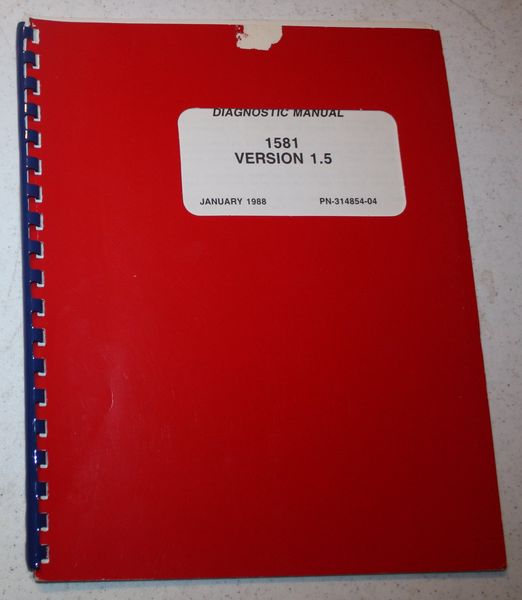 DIAGNOSTIC MANUAL
1581
VERSION 1.5
JANUARY 1988 PN-314854-04